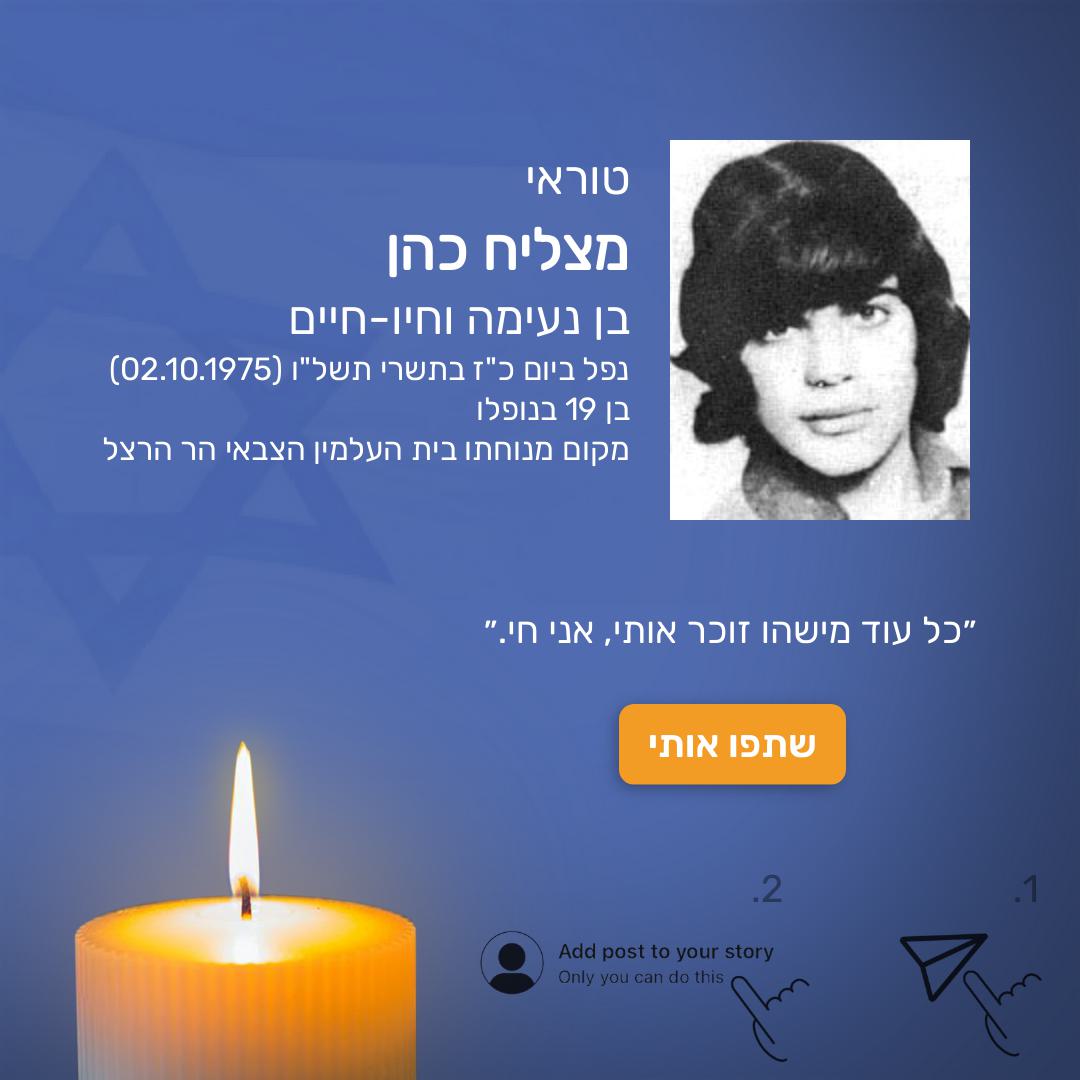 טוראי
מצליח כהן
בן נעימה וחיו-חיים
נפל ביום כ"ז בתשרי תשל"ו (02.10.1975)
בן 19 בנופלו
מקום מנוחתו בית העלמין הצבאי הר הרצל
״כל עוד מישהו זוכר אותי, אני חי.״
שתפו אותי
1.
2.
Add post to your story
Only you can do this